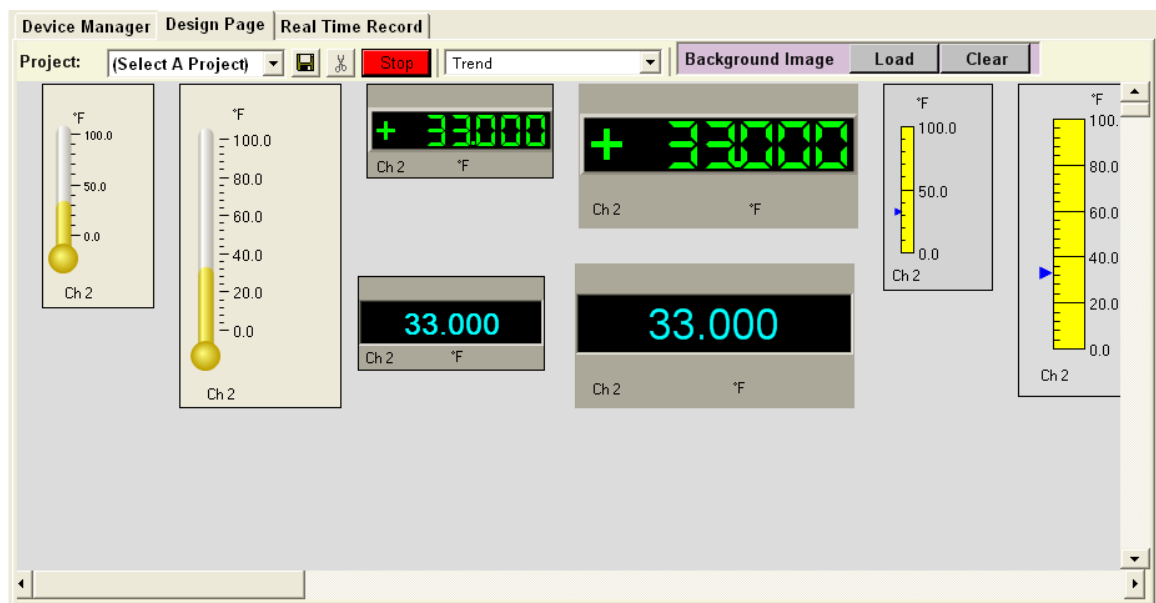 Device Manager Design Page Real Time Record
Project: (Select A Project) Stop Trend Background Image Load Clear
°F
100.0
50.0
0.0
Ch 2
°F
100.0
80.0
60.0
40.0
20.0
0.0
Ch 2
+ 33.000
Ch 2 °F
33.000
Ch 2 °F
+ 33.000
Ch 2 °F
33.000
Ch 2 °F
°F
100.0
50.0
0.0
Ch 2
°F
100.
80.0
60.0
40.0
20.0
0.0
Ch 2